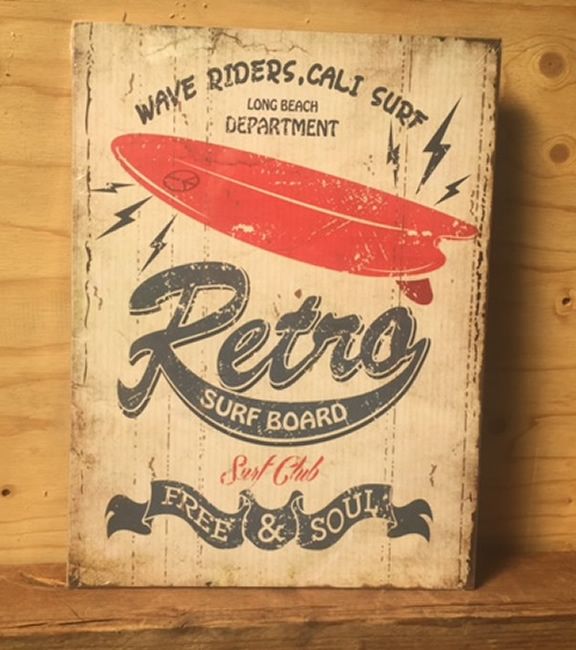 WAVE RIDERS, CALI SURF
LONG BEACH
DEPARTMENT
Retro
SURF BOARD
Surf Club
FREE & SOUL